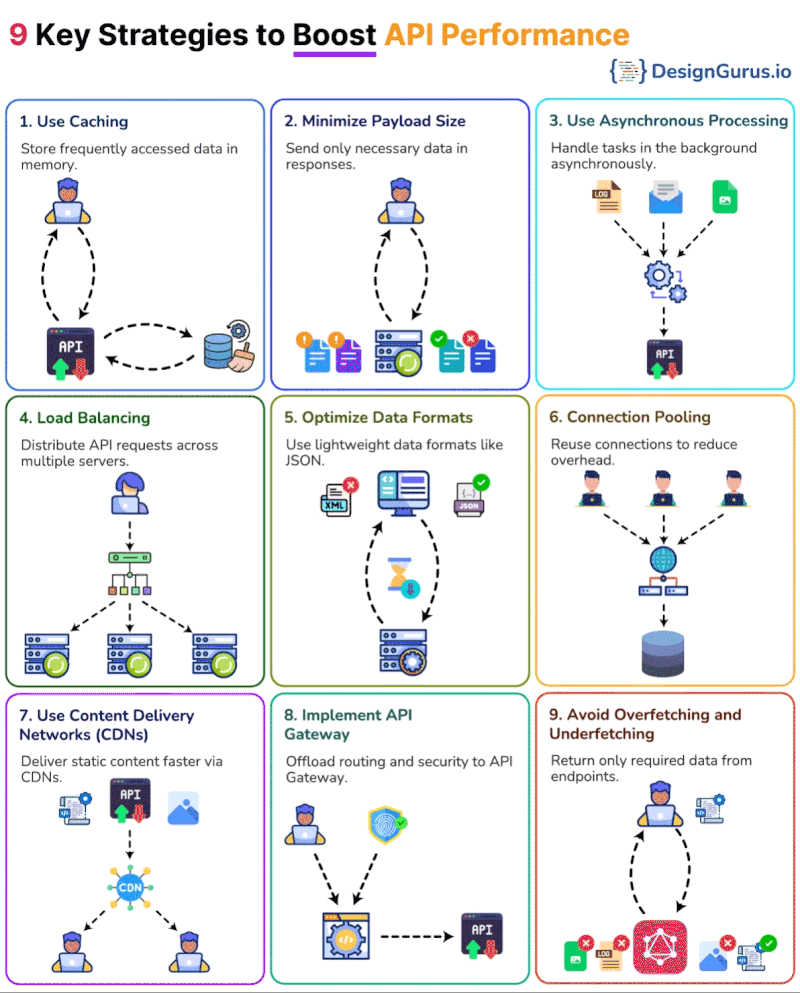 9 Key Strategies to Boost API Performance
DesignGurus.io
1. Use Caching
Store frequently accessed data in
memory.
API
2. Minimize Payload Size
Send only necessary data in
responses.
3. Use Asynchronous Processing
Handle tasks in the background
asynchronously.
LOG
API
4. Load Balancing
Distribute API requests across
multiple servers.
5. Optimize Data Formats
Use lightweight data formats like
JSON.
XML
JSON
6. Connection Pooling
Reuse connections to reduce
overhead.
7. Use Content Delivery
Networks (CDNs)
Deliver static content faster via
CDNs.
API
CDN
8. Implement API
Gateway
Offload routing and security to API
Gateway.
API
9. Avoid Overfetching and
Underfetching
Return only required data from
endpoints.
LOG